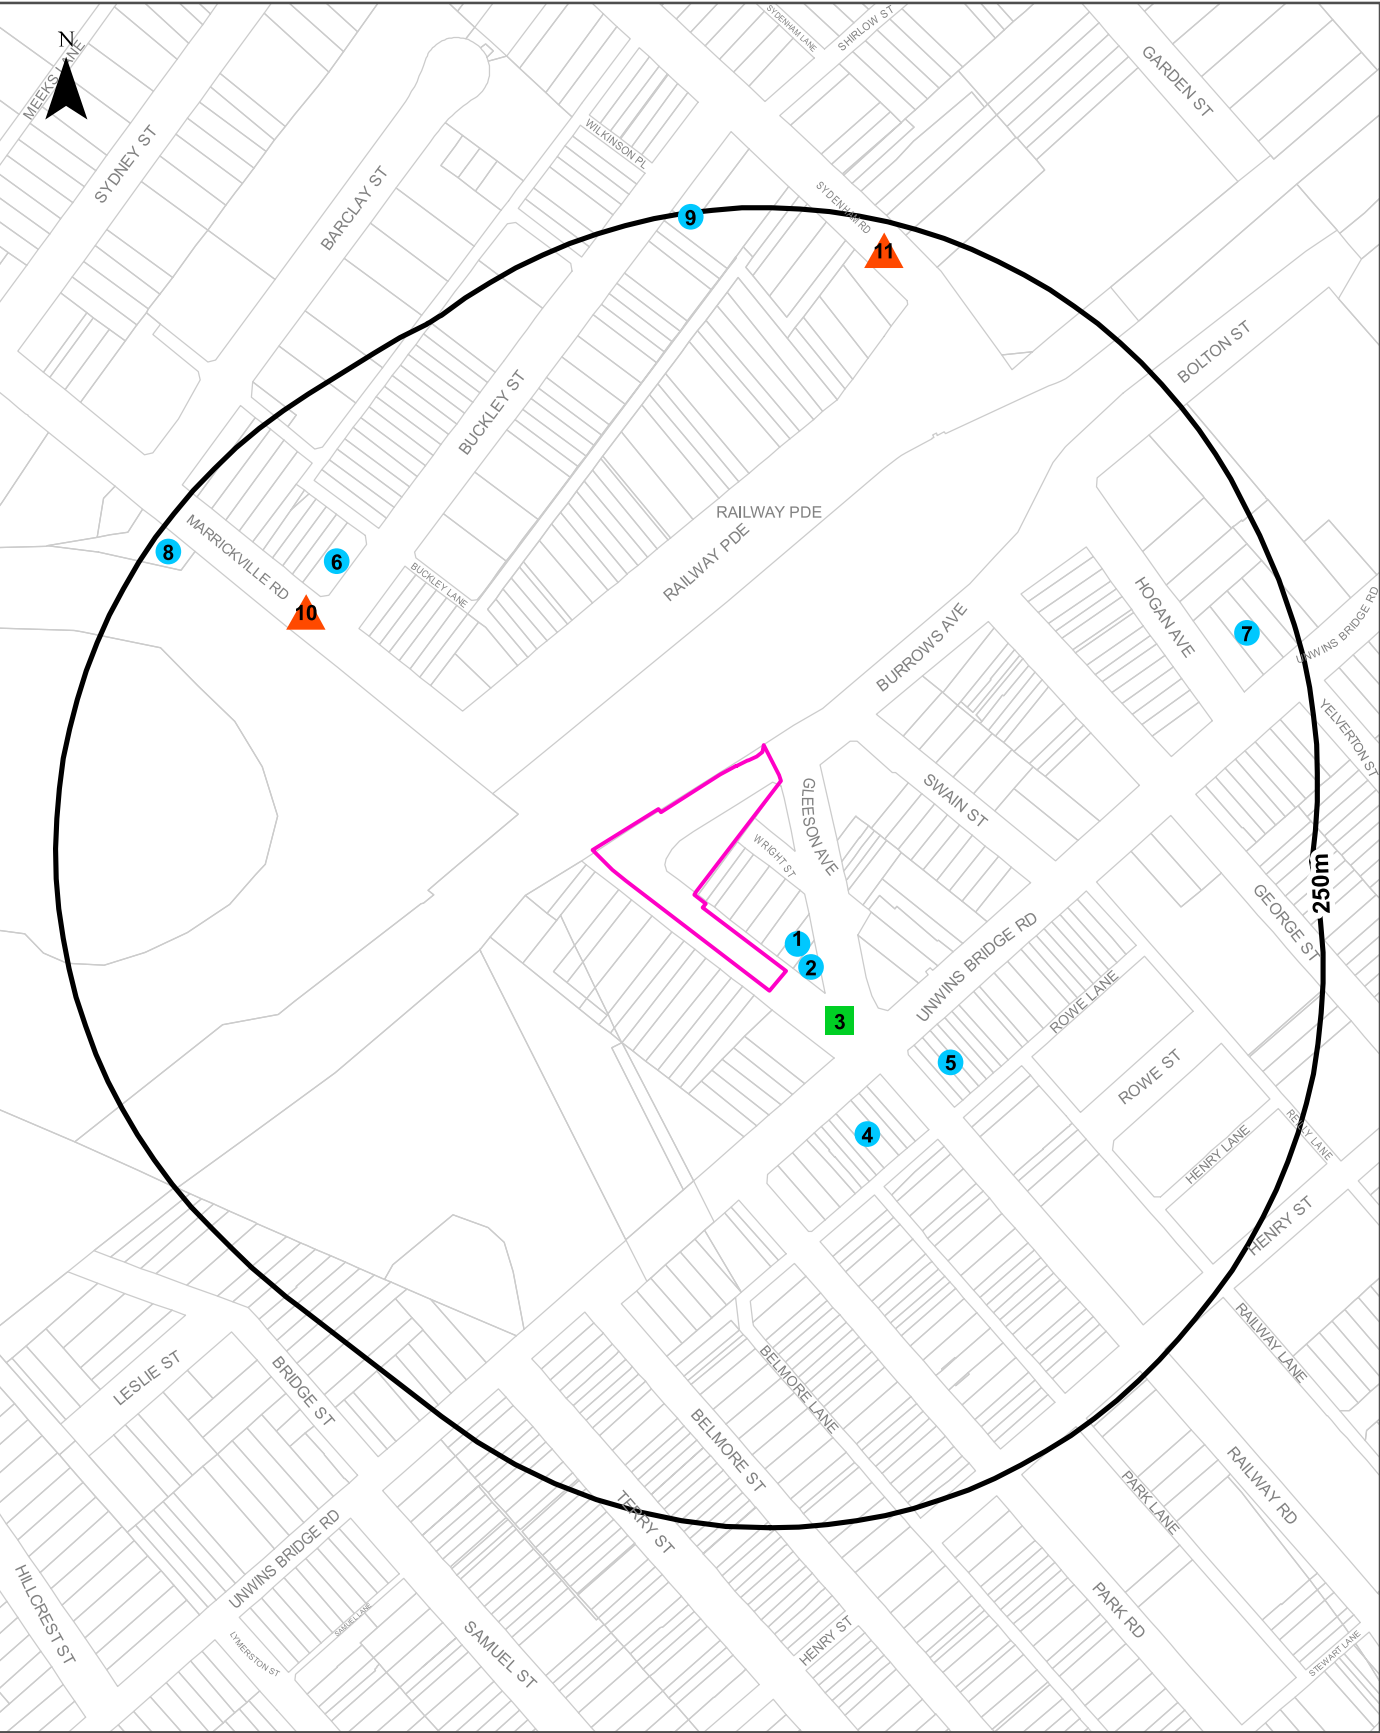 SYDENHAM LANE
SHIRLOW ST
N
MEEKS LANE
GARDEN ST
SYDNEY ST
WILKINSON PL
BARCLAY ST
SYDENHAM RD
9
11
BOLTON ST
BUCKLEY ST
RAILWAY PDE
RAILWAY PDE
MARRICKVILLE RD
8
6
BUCKLEY LANE
10
HOGAN AVE
7
UNWINS BRIDGE RD
BURROWS AVE
YELVERTON ST
GLEESON AVE
SWAIN ST
WRIGHT ST
250m
GEORGE ST
1
2
UNWINS BRIDGE RD
ROWE LANE
3
5
ROWE ST
4
REILLY LANE
HENRY LANE
HENRY ST
RAILWAY LANE
LESLIE ST
BRIDGE ST
BELMORE LANE
BELMORE ST
RAILWAY RD
PARK LANE
TERRY ST
UNWINS BRIDGE RD
HILLCREST ST
SAMUEL LANE
LYMERSTON ST
SAMUEL ST
HENRY ST
PARK RD
STEWART LANE